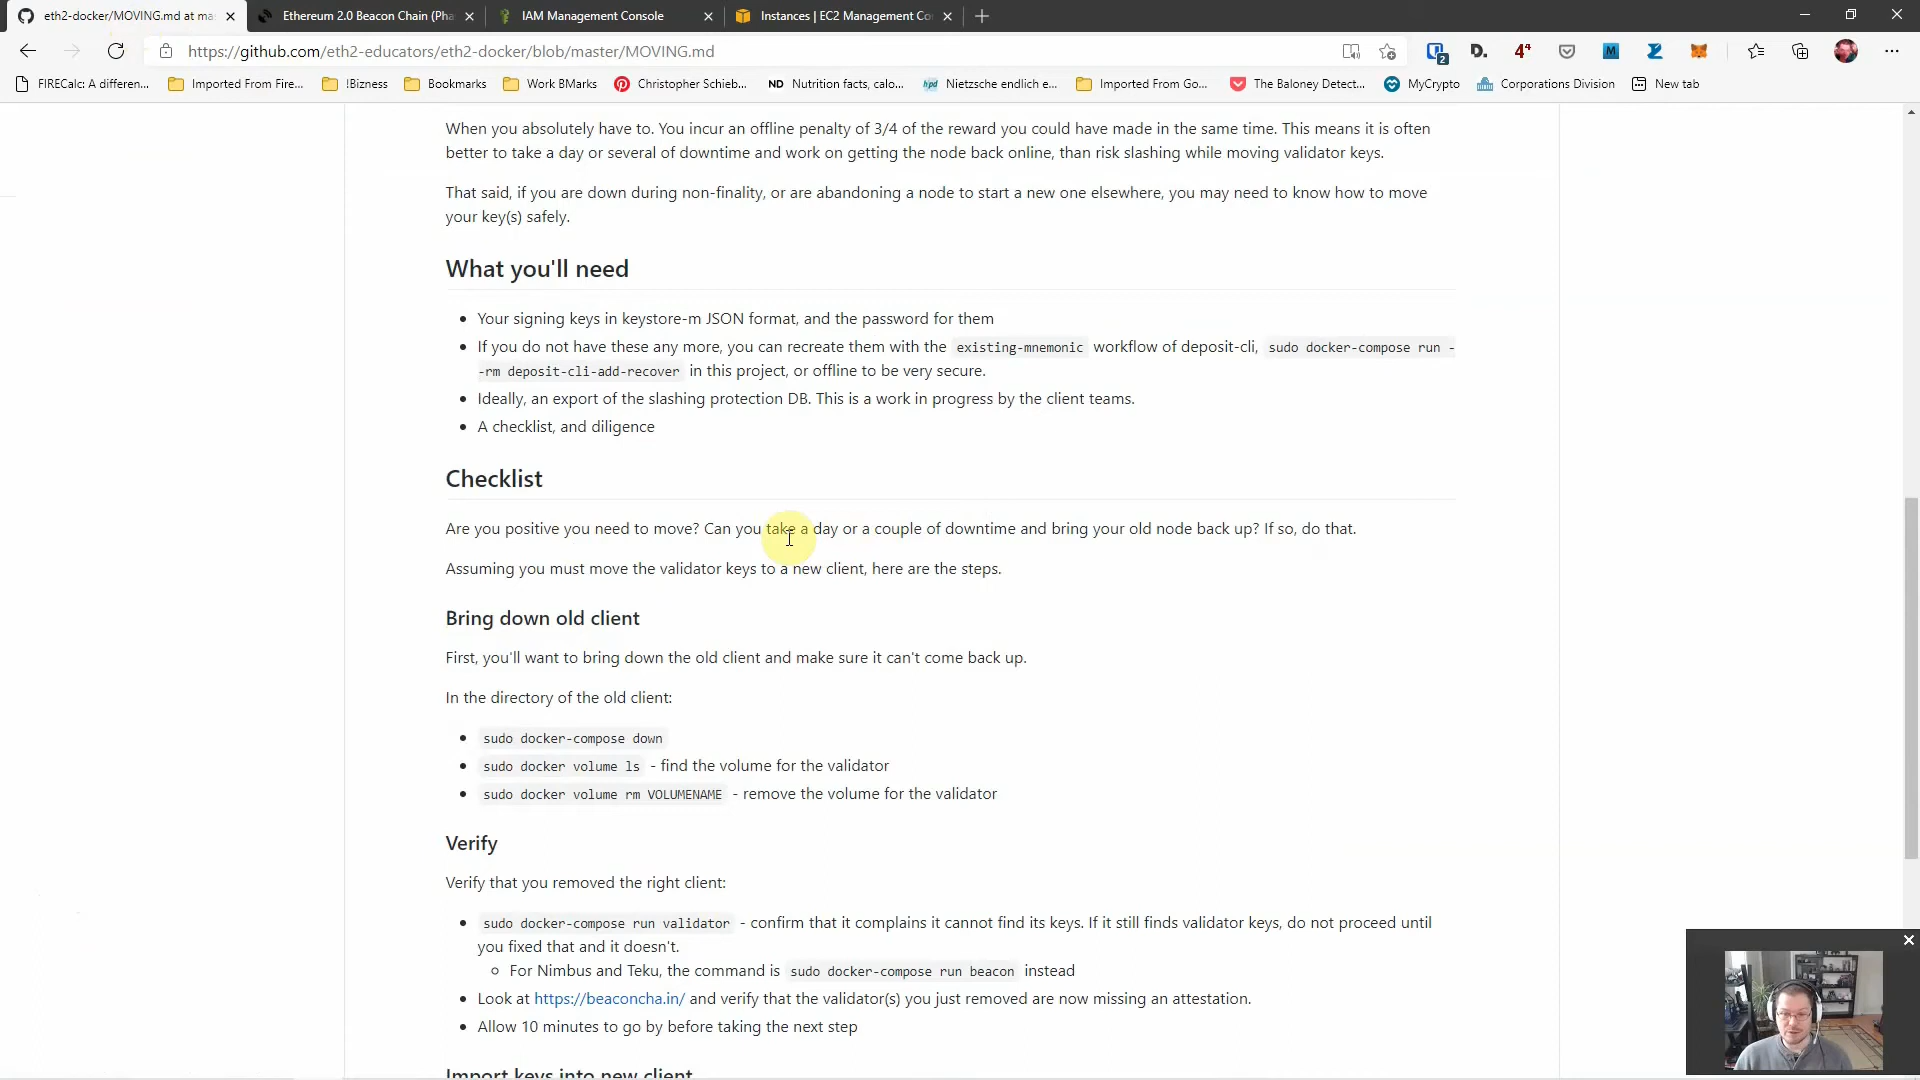 eth2-docker/MOVING.md at ma
Ethereum 2.0 Beacon Chain (Pha
IAM Management Console
Instances | EC2 Management Co
https://github.com/eth2-educators/eth2-docker/blob/master/MOVING.md
2
D.
4⁴
M
Z
FIRECalc: A differen...
Imported From Fire...
!Bizness
Bookmarks
Work BMarks
Christopher Schieb...
ND Nutrition facts, calo...
hpd Nietzsche endlich e...
Imported From Go...
The Baloney Detect...
MyCrypto
Corporations Division
New tab
When you absolutely have to. You incur an offline penalty of 3/4 of the reward you could have made in the same time. This means it is often
better to take a day or several of downtime and work on getting the node back online, than risk slashing while moving validator keys.
That said, if you are down during non-finality, or are abandoning a node to start a new one elsewhere, you may need to know how to move
your key(s) safely.
What you'll need
Your signing keys in keystore-m JSON format, and the password for them
If you do not have these any more, you can recreate them with the existing-mnemonic workflow of deposit-cli, sudo docker-compose run -
-rm deposit-cli-add-recover in this project, or offline to be very secure.
Ideally, an export of the slashing protection DB. This is a work in progress by the client teams.
A checklist, and diligence
Checklist
Are you positive you need to move? Can you take a day or a couple of downtime and bring your old node back up? If so, do that.
Assuming you must move the validator keys to a new client, here are the steps.
Bring down old client
First, you'll want to bring down the old client and make sure it can't come back up.
In the directory of the old client:
sudo docker-compose down
sudo docker volume ls - find the volume for the validator
sudo docker volume rm VOLUMENAME - remove the volume for the validator
Verify
Verify that you removed the right client:
sudo docker-compose run validator - confirm that it complains it cannot find its keys. If it still finds validator keys, do not proceed until
you fixed that and it doesn't.
For Nimbus and Teku, the command is sudo docker-compose run beacon instead
Look at https://beaconcha.in/ and verify that the validator(s) you just removed are now missing an attestation.
Allow 10 minutes to go by before taking the next step
Import keys into new client